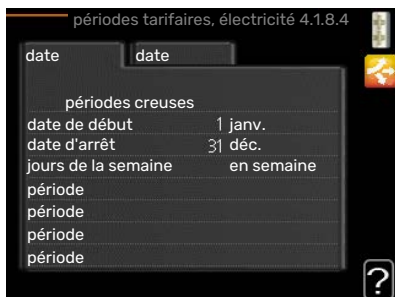 périodes tarifaires, électricité 4.1.8.4
date
date
périodes creuses
date de début 1 janv.
date d'arrêt 31 déc.
jours de la semaine en semaine
période
période
période
période
?